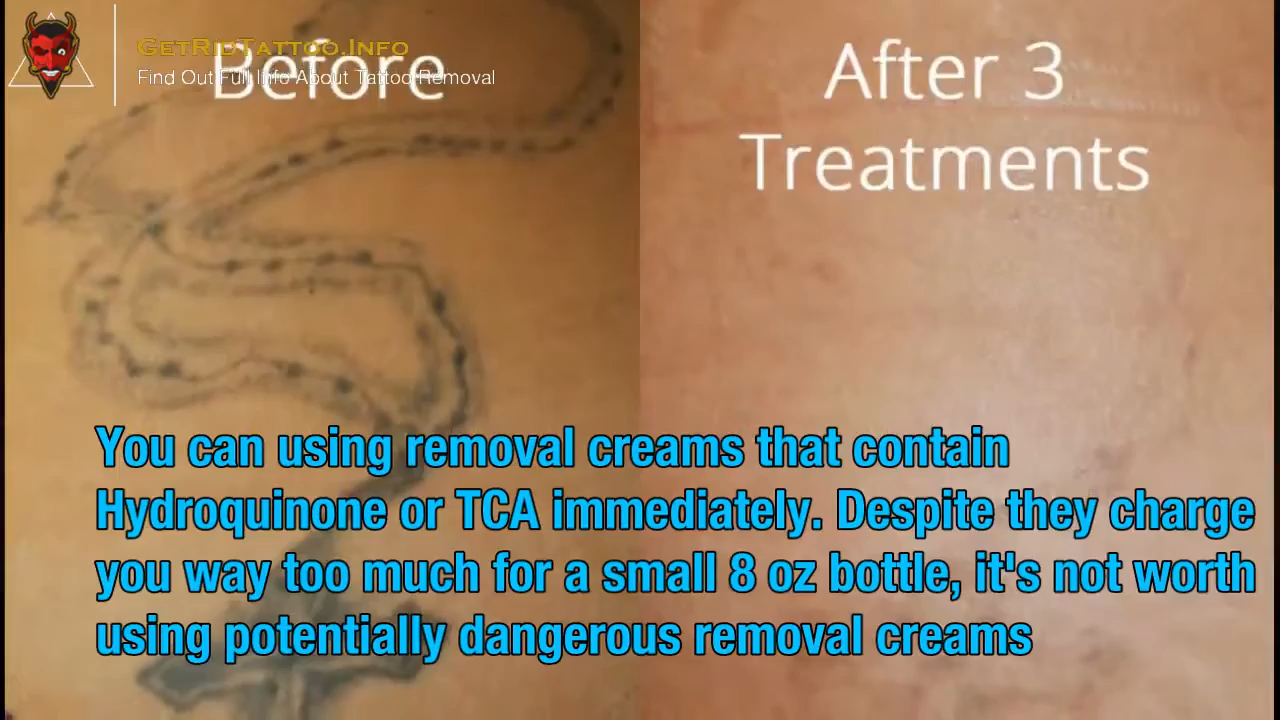 GetRidTattoo.Info
Find Out Full Info About Tattoo Removal
Before
After 3
Treatments
You can using removal creams that contain
Hydroquinone or TCA immediately. Despite they charge
you way too much for a small 8 oz bottle, it's not worth
using potentially dangerous removal creams